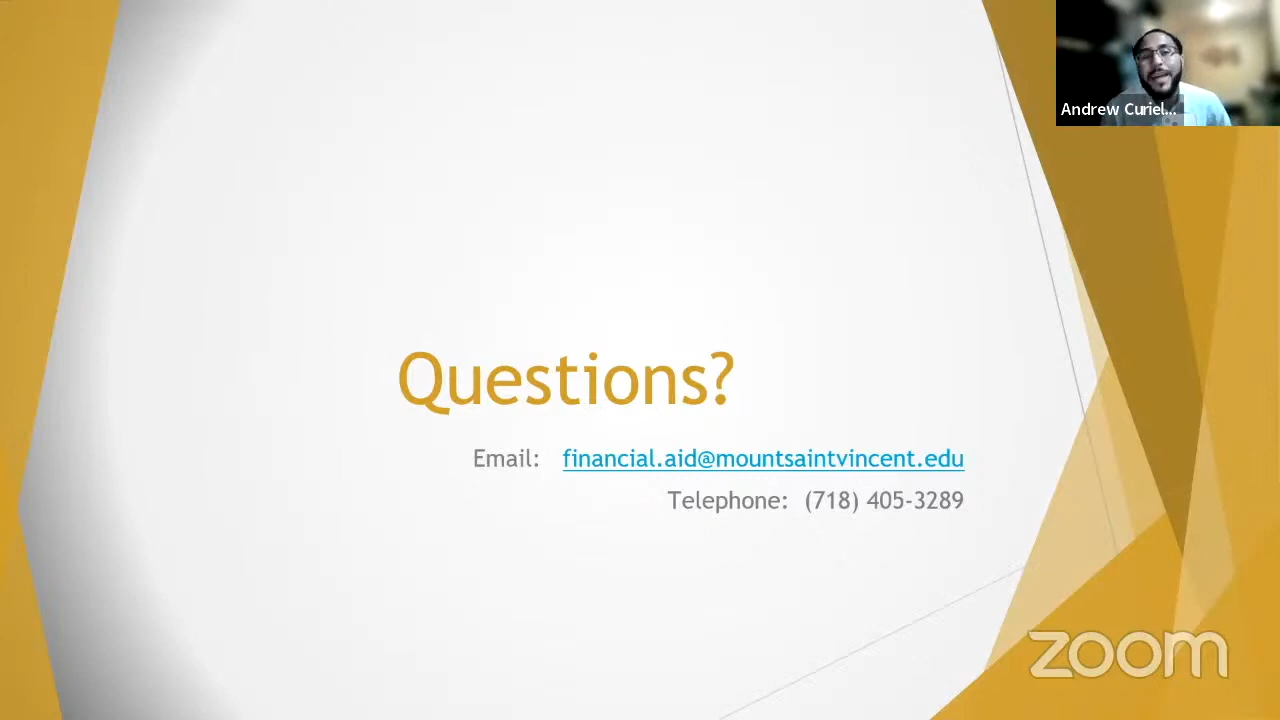 Andrew Curiel...
Questions?
Email: financial.aid@mountsaintvincent.edu
Telephone: (718) 405-3289
zoom